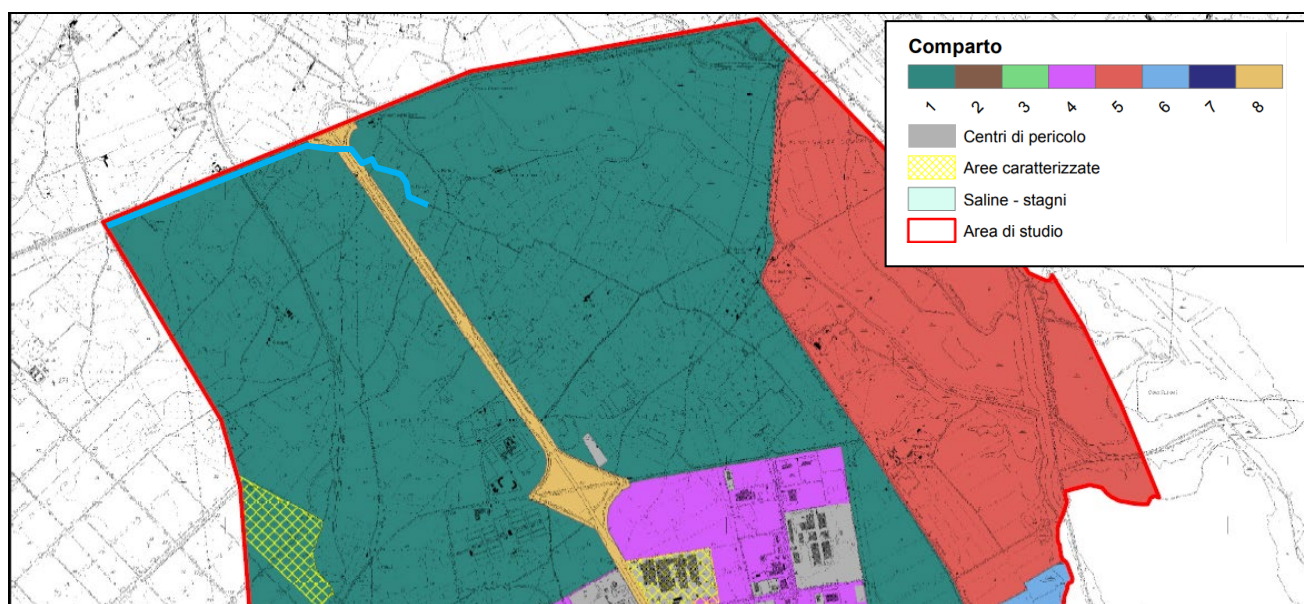 Comparto
1 2 3 4 5 6 7 8
Centri di pericolo
Aree caratterizzate
Saline - stagni
Area di studio